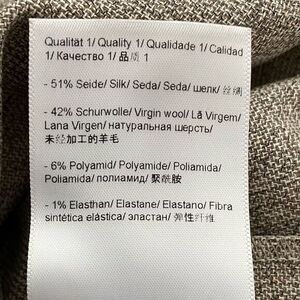 Qualität 1/ Quality 1/ Qualidade 1/ Calidad
1/ Качество 1/ 品质 1
- 51% Seide/ Silk/ Seda/ Seda/ шелк/ 丝绸
- 42% Schurwolle/ Virgin wool/ Lã Virgem/
Lana Virgen/ натуральная шерсть/
未经加工的羊毛
- 6% Polyamid/ Polyamide/ Poliamida/
Poliamida/ полиамид/ 聚酰胺
- 1% Elasthan/ Elastane/ Elastano/ Fibra
sintética elástica/ эластан/ 弹性纤维